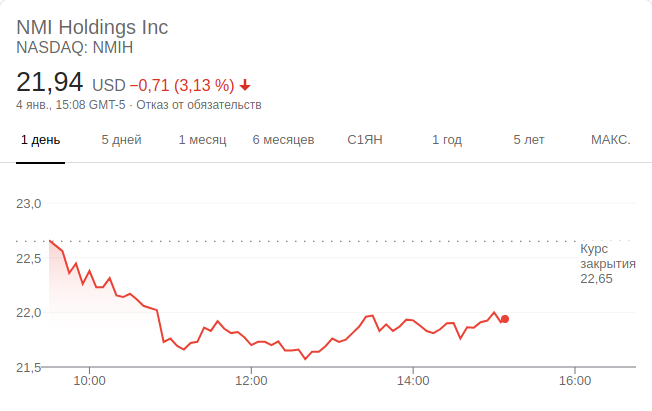 NMI Holdings Inc
NASDAQ: NMIH
21,94 USD −0,71 (3,13 %)
4 янв., 15:08 GMT-5 · Отказ от обязательств
1 день 5 дней 1 месяц 6 месяцев С1ЯН 1 год 5 лет МАКС.
23,0
Курс
22,5 закрытия
22,65
22,0
21,5
10:00 12:00 14:00 16:00